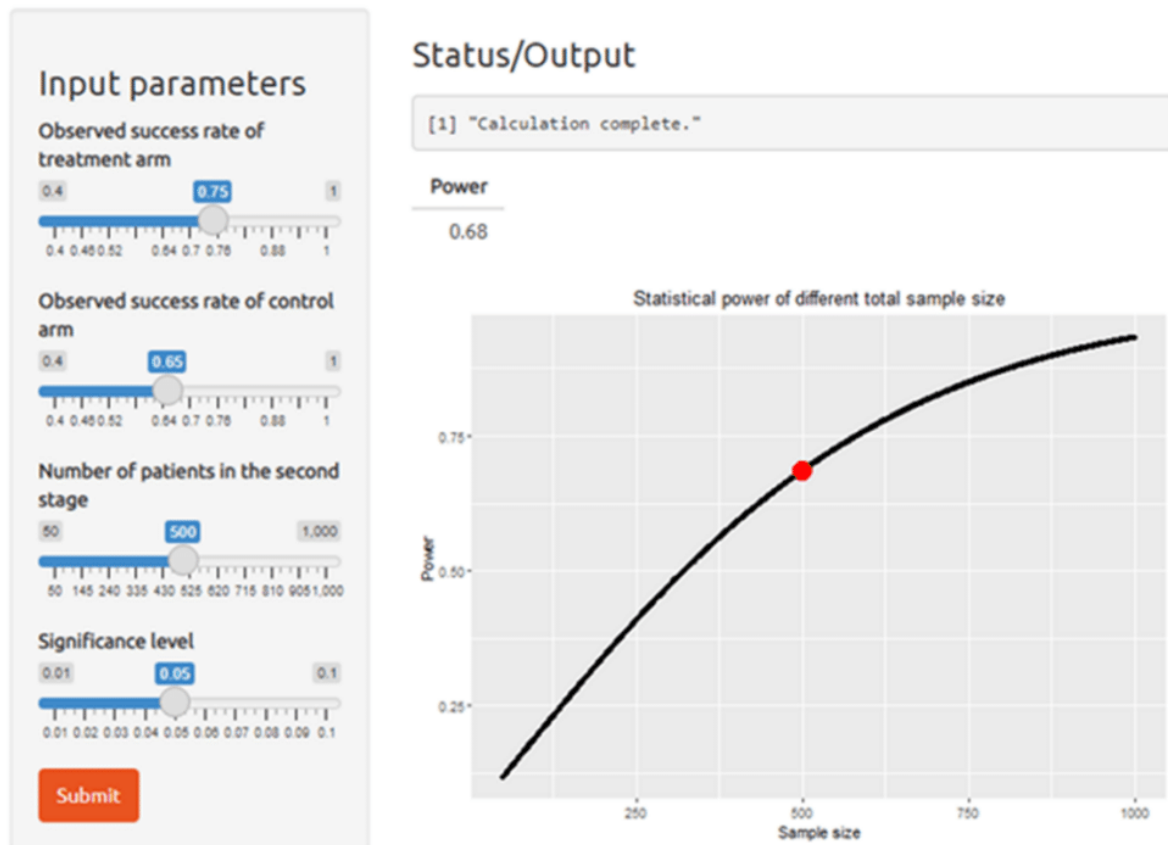 Input parameters
Observed success rate of
treatment arm
0.4 0.75 1
0.4 0.46 0.52 0.64 0.7 0.76 0.88 1
Observed success rate of control
arm
0.4 0.65 1
0.4 0.46 0.52 0.64 0.7 0.76 0.88 1
Number of patients in the second
stage
50 500 1,000
50 145 240 335 430 525 620 715 810 905 1,000
Significance level
0.01 0.05 0.1
0.01 0.02 0.03 0.04 0.05 0.06 0.07 0.08 0.09 0.1
Submit
Status/Output
[1] "Calculation complete."
Power
0.68
Statistical power of different total sample size
Power
0.75
0.50
0.25
250 500 750 1000
Sample size